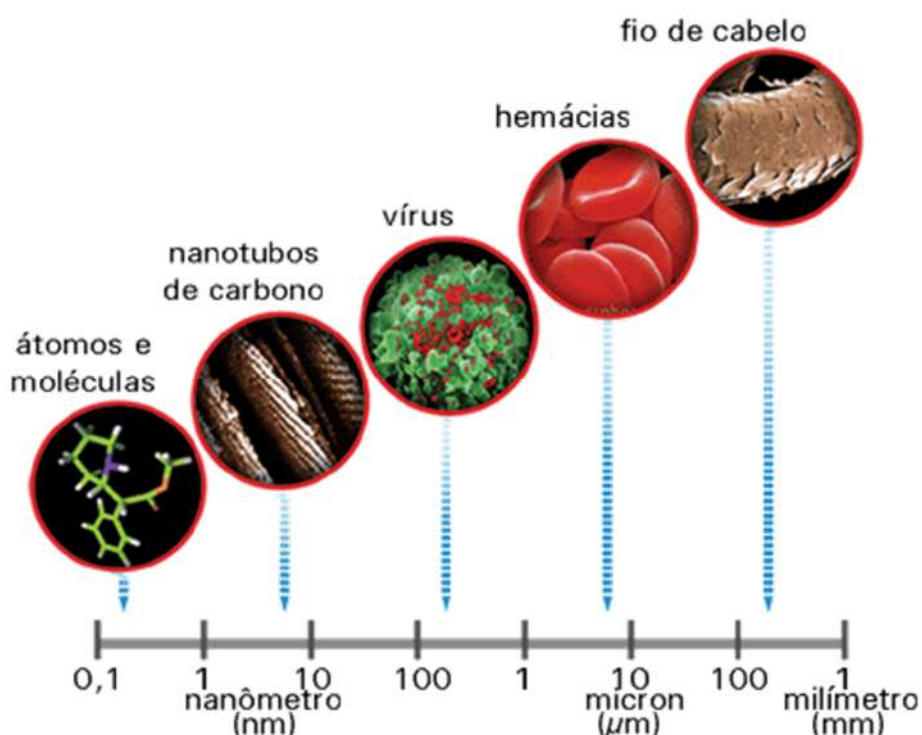 fio de cabelo
hemácias
vírus
nanotubos
de carbono
átomos e
moléculas
0,1 1 10 100 1 10 100 1
nanômetro micron milímetro
(nm) (µm) (mm)